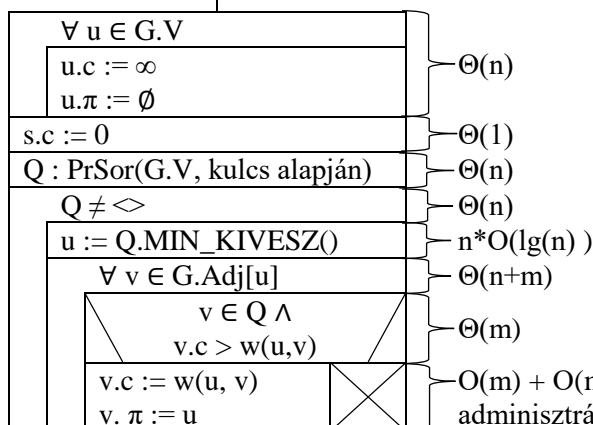 ∀ u ∈ G.V
u.c := ∞
u.π := ∅
Θ(n)
s.c := 0
Θ(1)
Q : PrSor(G.V, kulcs alapján)
Θ(n)
Q ≠ <>
Θ(n)
u := Q.MIN_KIVESZ()
n*O(lg(n) )
∀ v ∈ G.Adj[u]
Θ(n+m)
v ∈ Q ∧
v.c > w(u,v)
Θ(m)
v.c := w(u, v)
v. π := u
O(m) + O(n